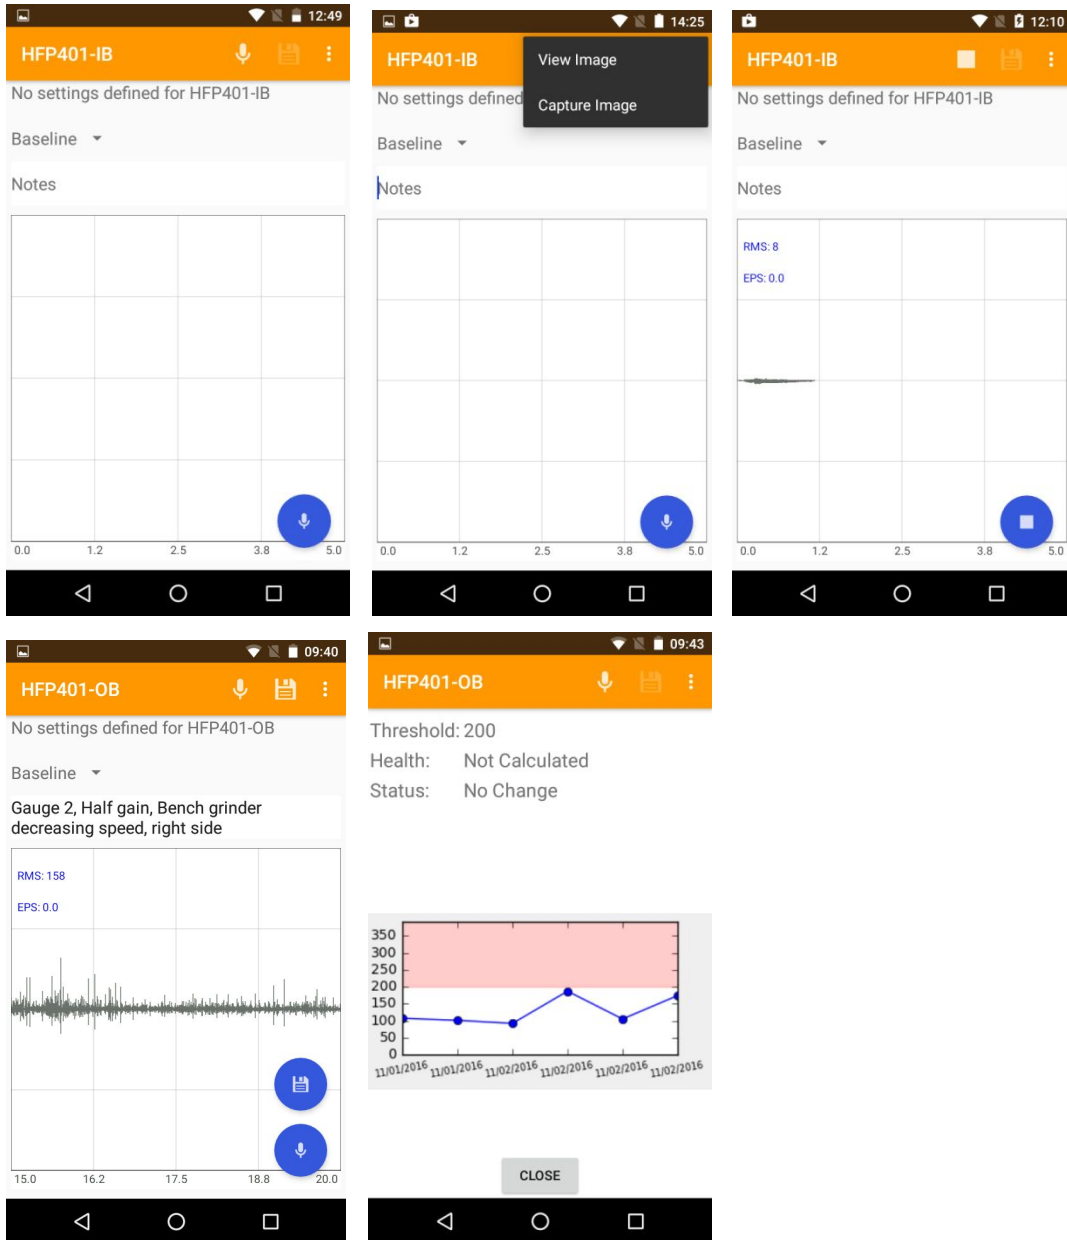 12:49
HFP401-IB
No settings defined for HFP401-IB
Baseline
Notes
0.0 1.2 2.5 3.8 5.0
14:25
HFP401-IB
View Image
Capture Image
No settings defined
Baseline
Notes
0.0 1.2 2.5 3.8 5.0
12:10
HFP401-IB
No settings defined for HFP401-IB
Baseline
Notes
RMS: 8
EPS: 0.0
0.0 1.2 2.5 3.8 5.0
09:40
HFP401-OB
No settings defined for HFP401-OB
Baseline
Gauge 2, Half gain, Bench grinder
decreasing speed, right side
RMS: 158
EPS: 0.0
15.0 16.2 17.5 18.8 20.0
09:43
HFP401-OB
Threshold: 200
Health: Not Calculated
Status: No Change
350
300
250
200
150
100
50
0
11/01/2016 11/01/2016 11/02/2016 11/02/2016 11/02/2016 11/02/2016
CLOSE